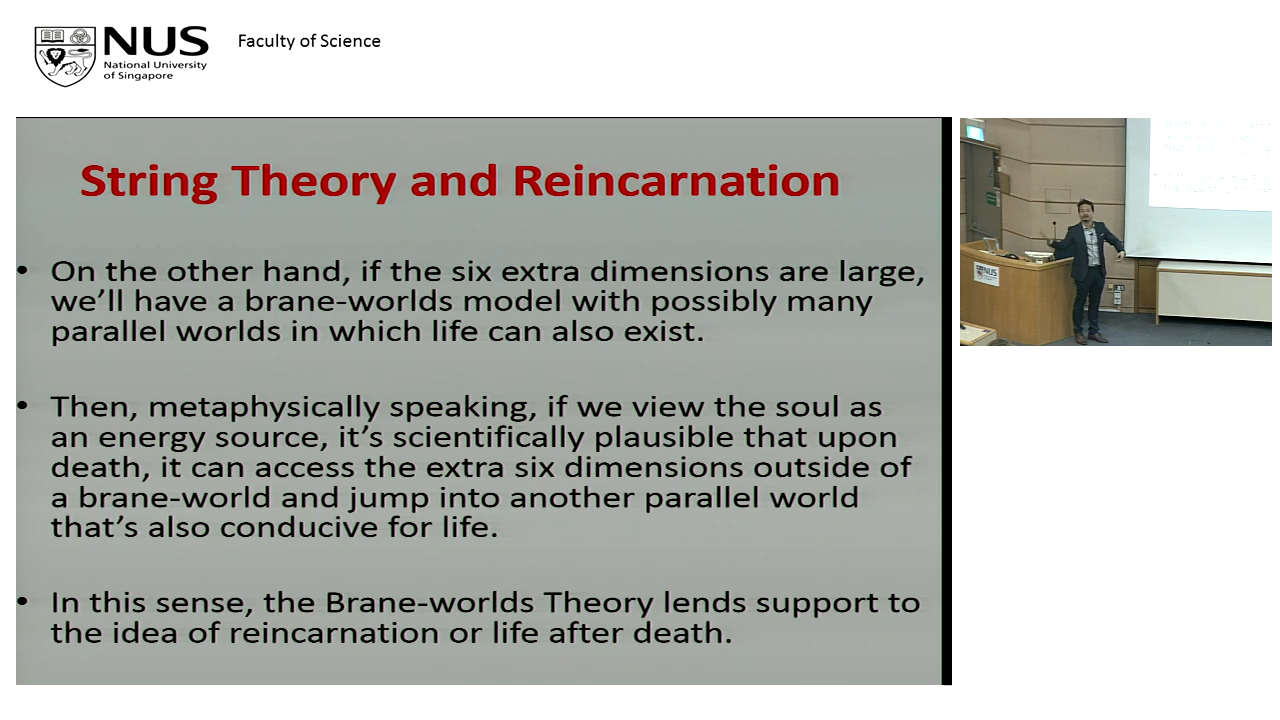 NUS
National University
of Singapore
Faculty of Science
String Theory and Reincarnation
• On the other hand, if the six extra dimensions are large,
we’ll have a brane-worlds model with possibly many
parallel worlds in which life can also exist.
• Then, metaphysically speaking, if we view the soul as
an energy source, it’s scientifically plausible that upon
death, it can access the extra six dimensions outside of
a brane-world and jump into another parallel world
that’s also conducive for life.
• In this sense, the Brane-worlds Theory lends support to
the idea of reincarnation or life after death.
NUS